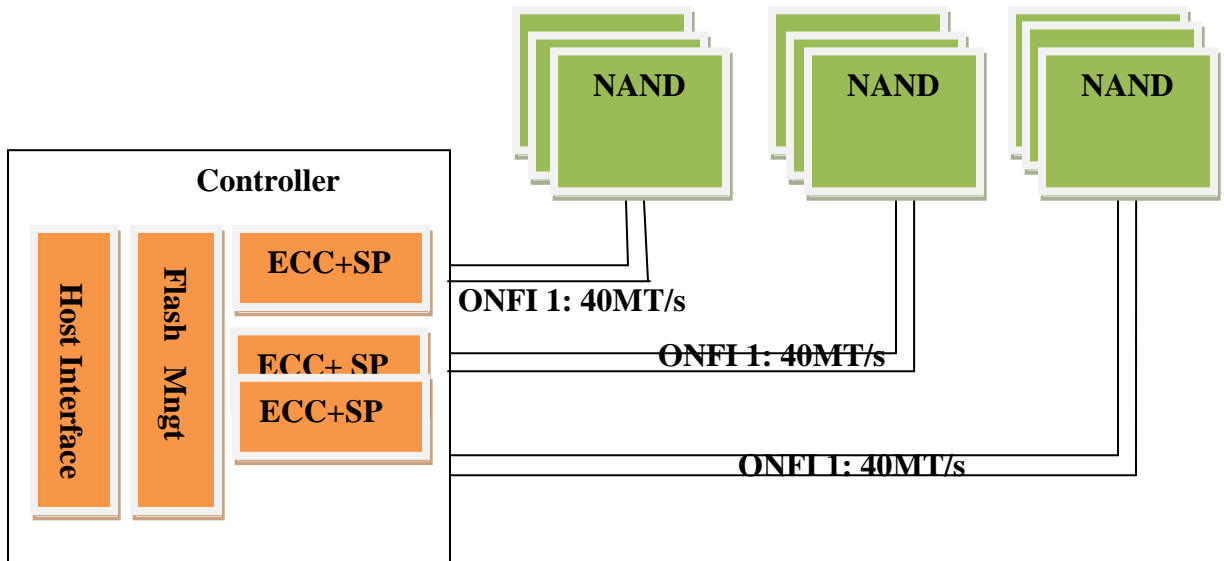 NAND
NAND
NAND
Controller
Host Interface
Flash Mngt
ECC+SP
ECC+ SP
ECC+SP
ONFI 1: 40MT/s
ONFI 1: 40MT/s
ONFI 1: 40MT/s